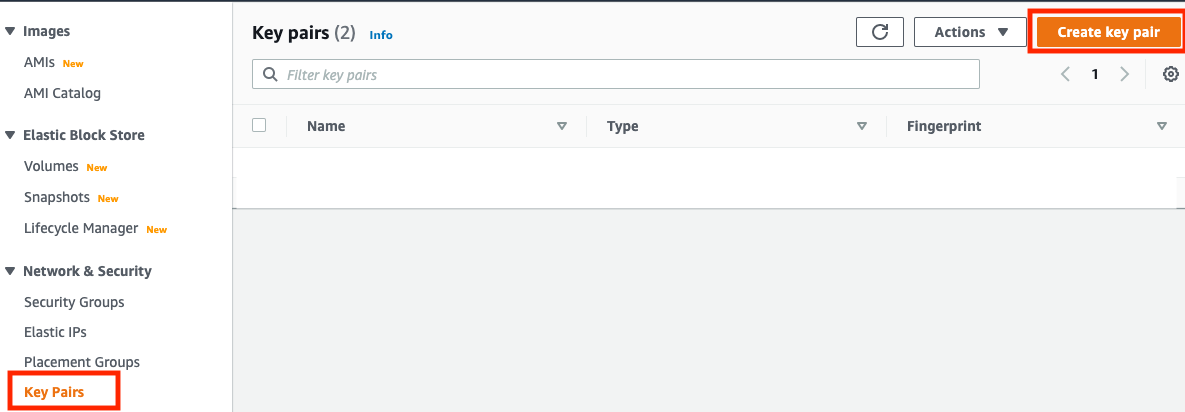 Images
AMIs New
AMI Catalog
Elastic Block Store
Volumes New
Snapshots New
Lifecycle Manager New
Network & Security
Security Groups
Elastic IPs
Placement Groups
Key Pairs
Key pairs (2) Info
Actions
Create key pair
Filter key pairs
1
Name Type Fingerprint